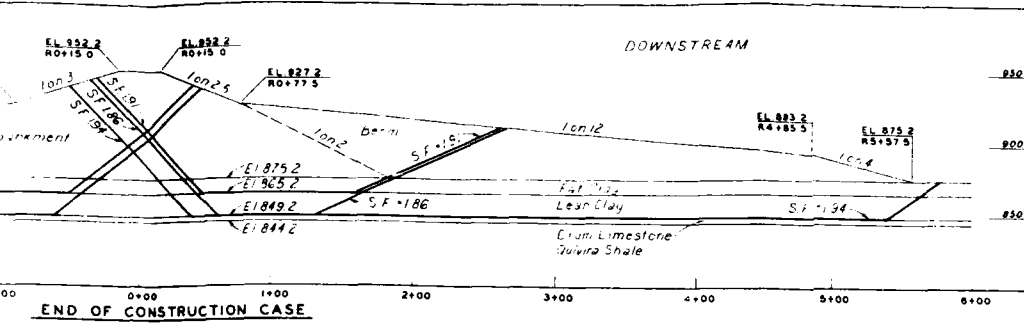 DOWNSTREAM
EL. 952.2
R0+15.0
EL. 952.2
R0+15.0
EL. 927.2
R0+77.5
950
1 on 3
1 on 2.5
S.F. 1.91
S.F. 1.86
S.F. 1.94
1 on 2
berm
S.F. = 1.91
1 on 12
EL. 893.2
R4+85.5
EL. 875.2
R5+57.5
900
1 on 4
El 875.2
El 865.2
Fat Clay
S.F. = 1.86
Lean Clay
El 849.2
El 844.2
S.F. = 1.94
850
Drum Limestone
Quivira Shale
0+00
1+00
2+00
3+00
4+00
5+00
6+00
END OF CONSTRUCTION CASE